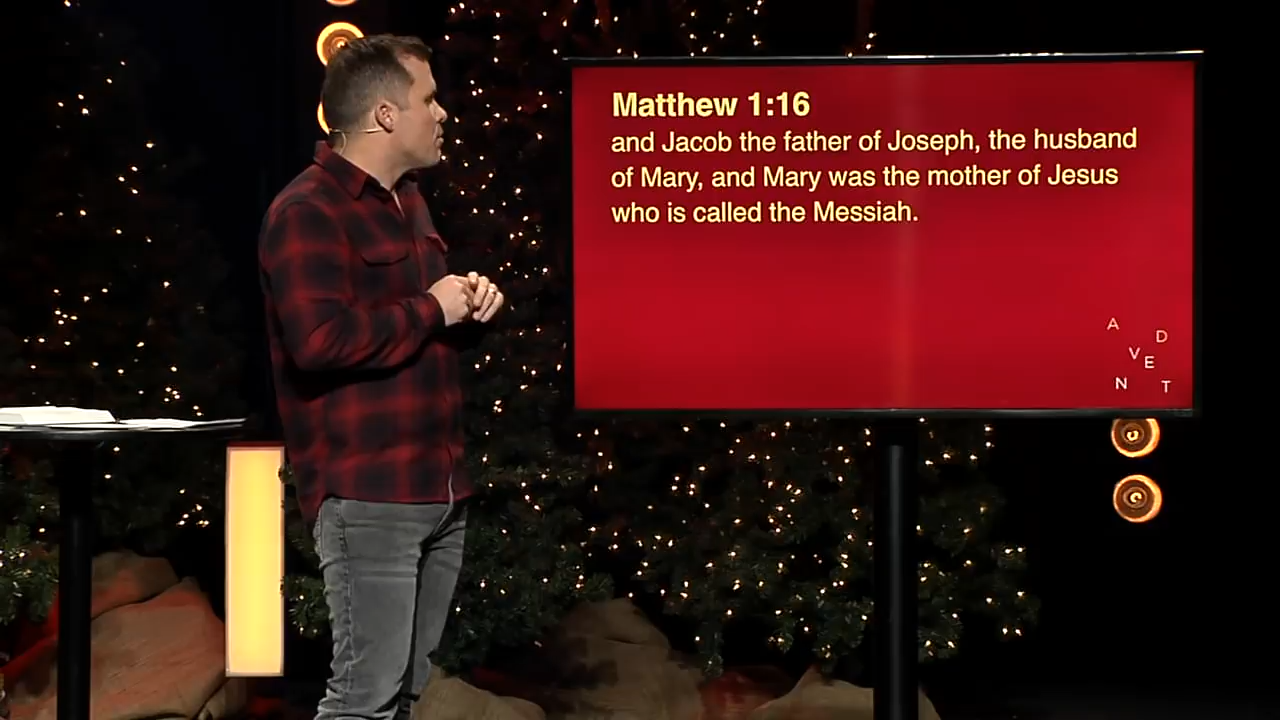 Matthew 1:16
and Jacob the father of Joseph, the husband
of Mary, and Mary was the mother of Jesus
who is called the Messiah.
A D
V E
N T